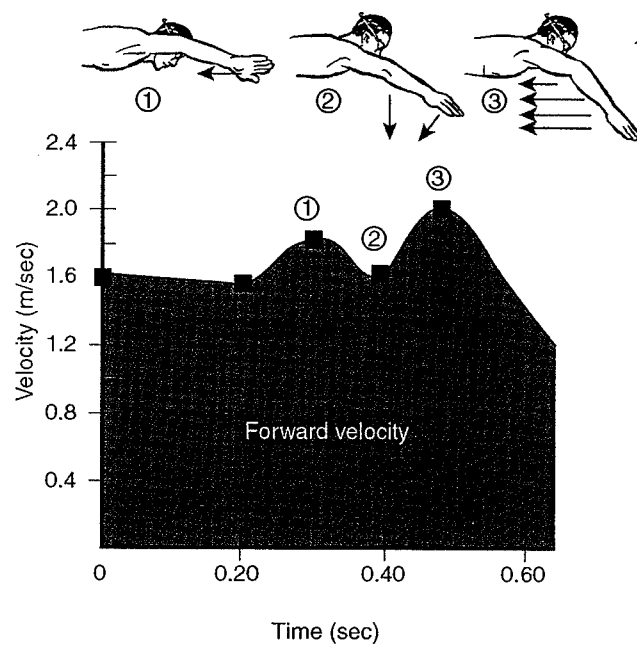 ① ② ③
2.4
2.0
1.6
1.2
0.8
0.4
Velocity (m/sec)
①
②
③
Forward velocity
0 0.20 0.40 0.60
Time (sec)